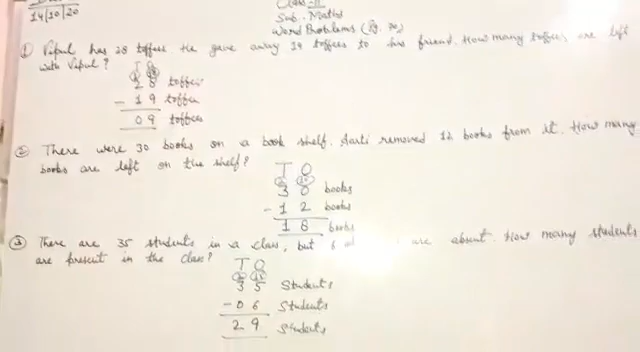 14|10|20
Class-II
Sub. Maths
Word Problems (Pg. 70)
① Vipul has 28 toffees. He gave away 19 toffees to his friend. How many toffees are left
with Vipul?
T O
2 8 toffees
- 1 9 toffees
0 9 toffees
② There were 30 books on a book shelf. Aarti removed 12 books from it. How many
books are left on the shelf?
T O
3 0 books
- 1 2 books
1 8 books
③ There are 35 students in a class, but 6 are absent. How many students
are present in the class?
T O
3 5 Students
- 0 6 Students
2 9 Students